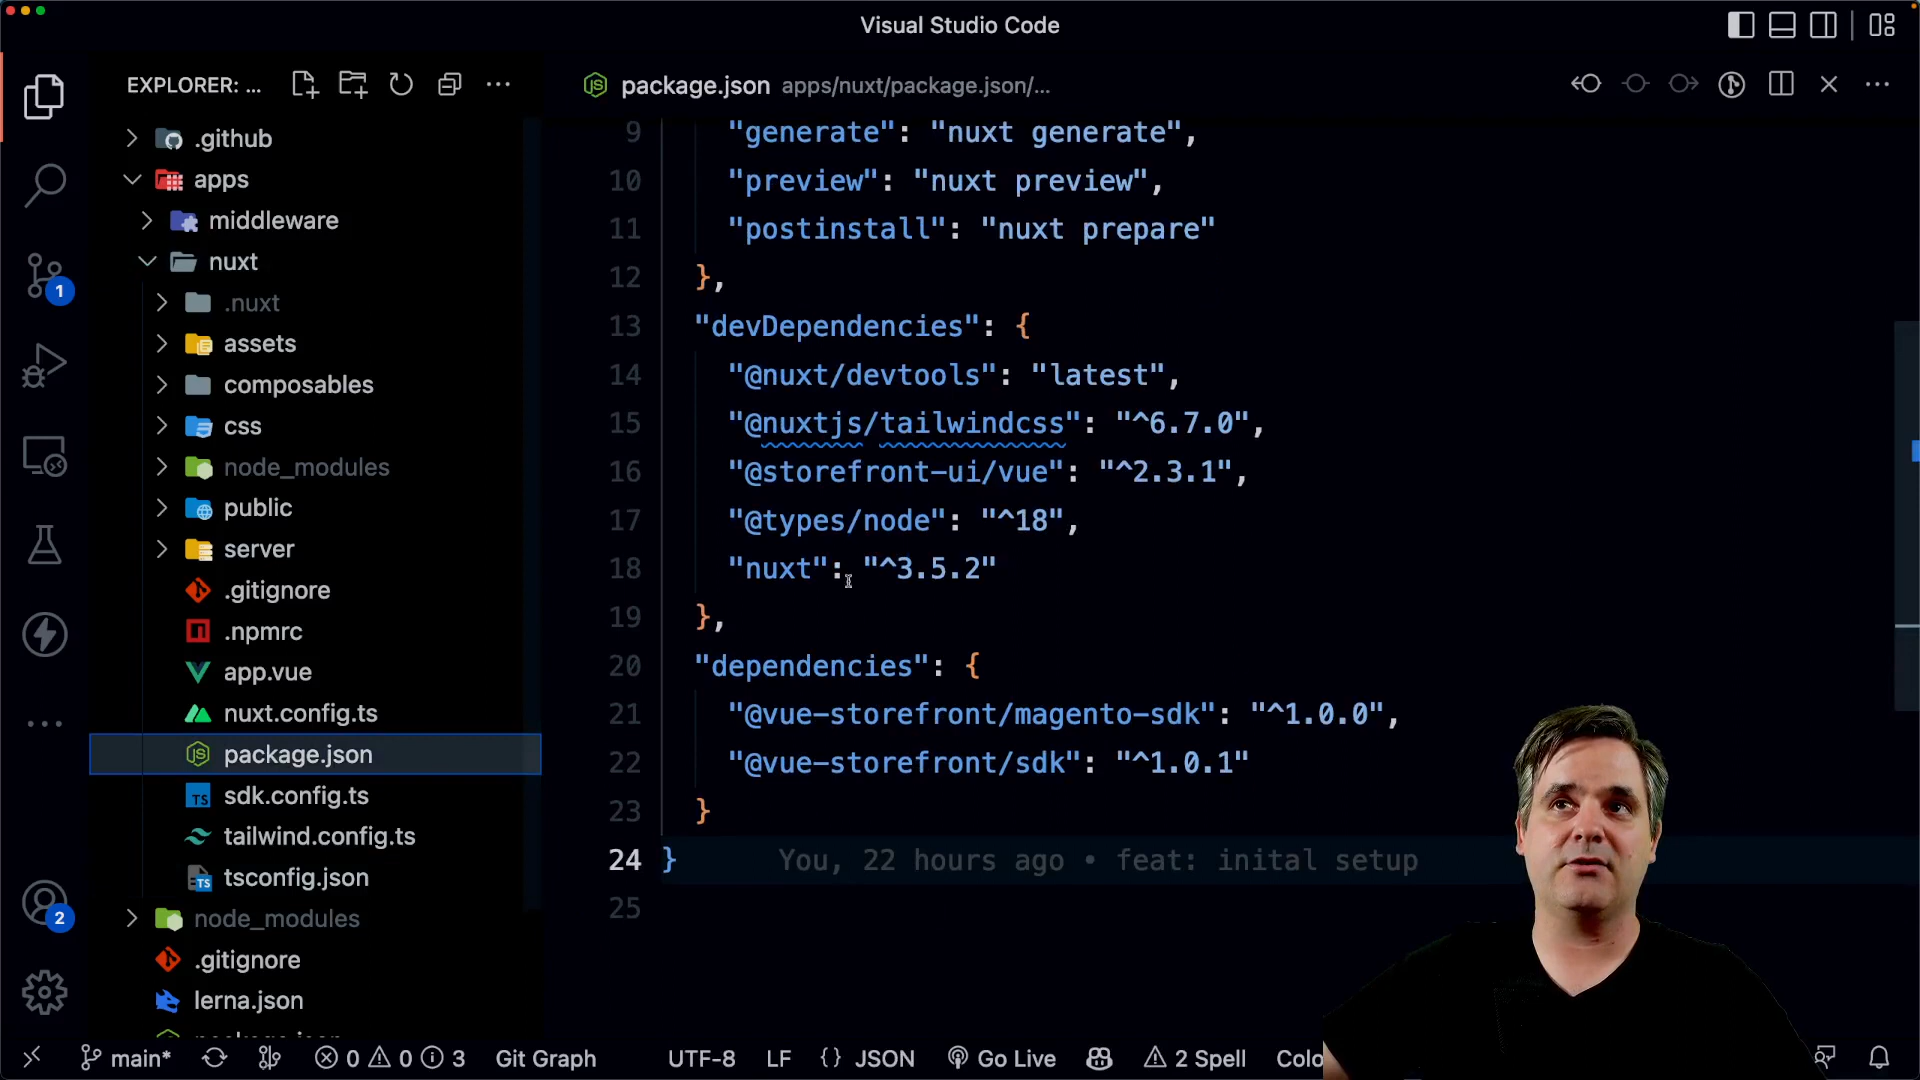 Visual Studio Code
EXPLORER: ...
package.json apps/nuxt/package.json/...
.github
apps
middleware
nuxt
.nuxt
assets
composables
css
node_modules
public
server
.gitignore
.npmrc
app.vue
nuxt.config.ts
package.json
sdk.config.ts
tailwind.config.ts
tsconfig.json
node_modules
.gitignore
lerna.json
1
2
9 "generate": "nuxt generate",
10 "preview": "nuxt preview",
11 "postinstall": "nuxt prepare"
12 },
13 "devDependencies": {
14 "@nuxt/devtools": "latest",
15 "@nuxtjs/tailwindcss": "^6.7.0",
16 "@storefront-ui/vue": "^2.3.1",
17 "@types/node": "^18",
18 "nuxt": "^3.5.2"
19 },
20 "dependencies": {
21 "@vue-storefront/magento-sdk": "^1.0.0",
22 "@vue-storefront/sdk": "^1.0.1"
23 }
24 } You, 22 hours ago • feat: inital setup
25
main* 0 0 3 Git Graph UTF-8 LF {} JSON Go Live 2 Spell Colo